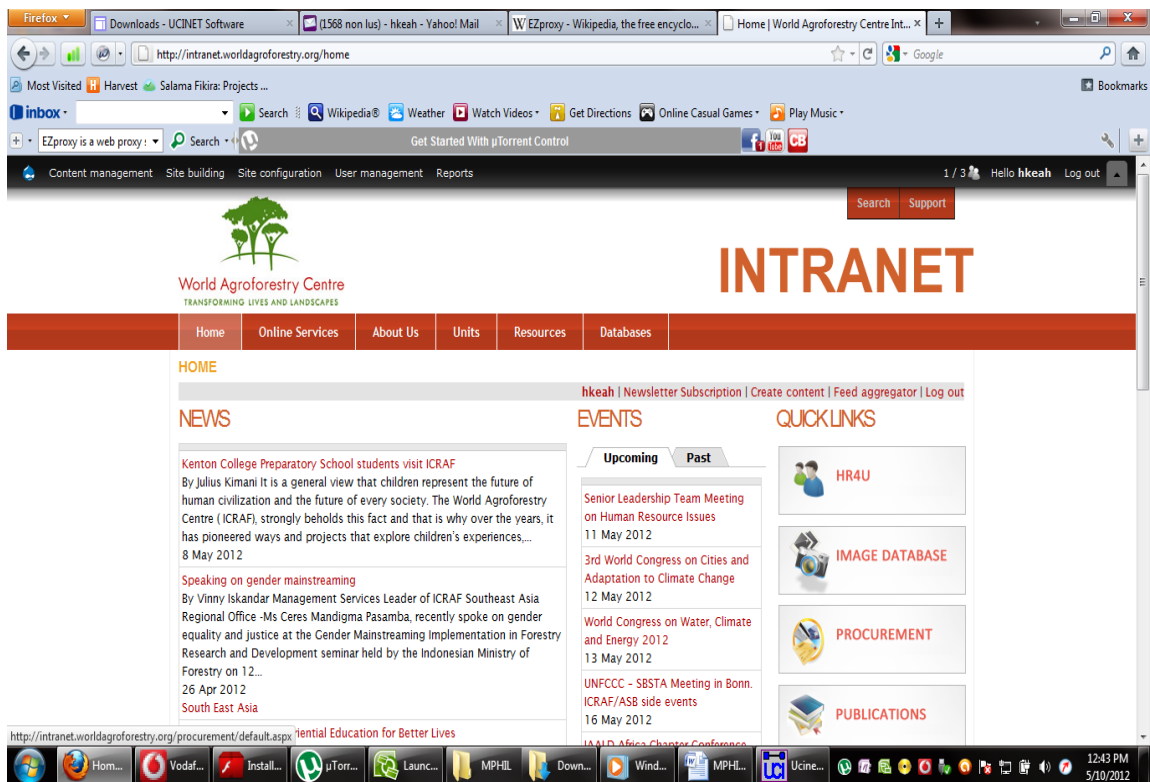 Firefox
Downloads - UCINET Software
(1568 non lus) - hkeah - Yahoo! Mail
EZproxy - Wikipedia, the free encyclo...
Home | World Agroforestry Centre Int...
http://intranet.worldagroforestry.org/home
Google
Most Visited Harvest Salama Fikira: Projects ...
Bookmarks
inbox Search Wikipedia® Weather Watch Videos Get Directions Online Casual Games Play Music
EZproxy is a web proxy Search Get Started With µTorrent Control You Tube CB
Content management Site building Site configuration User management Reports 1 / 3 Hello hkeah Log out
Search Support
World Agroforestry Centre
TRANSFORMING LIVES AND LANDSCAPES
INTRANET
Home Online Services About Us Units Resources Databases
HOME
hkeah | Newsletter Subscription | Create content | Feed aggregator | Log out
NEWS
Kenton College Preparatory School students visit ICRAF
By Julius Kimani It is a general view that children represent the future of
human civilization and the future of every society. The World Agroforestry
Centre ( ICRAF), strongly beholds this fact and that is why over the years, it
has pioneered ways and projects that explore children's experiences,...
8 May 2012
Speaking on gender mainstreaming
By Vinny Iskandar Management Services Leader of ICRAF Southeast Asia
Regional Office -Ms Ceres Mandigma Pasamba, recently spoke on gender
equality and justice at the Gender Mainstreaming Implementation in Forestry
Research and Development seminar held by the Indonesian Ministry of
Forestry on 12...
26 Apr 2012
South East Asia
Education for Better Lives
EVENTS
Upcoming Past
Senior Leadership Team Meeting
on Human Resource Issues
11 May 2012
3rd World Congress on Cities and
Adaptation to Climate Change
12 May 2012
World Congress on Water, Climate
and Energy 2012
13 May 2012
UNFCCC - SBSTA Meeting in Bonn.
ICRAF/ASB side events
16 May 2012
IAALD Africa Chapter Conference
QUICK LINKS
HR4U
IMAGE DATABASE
PROCUREMENT
PUBLICATIONS
http://intranet.worldagroforestry.org/procurement/default.aspx
Hom... Vodaf... Install... µTorr... Launc... MPHIL Down... Wind... MPHI... Ucine...
12:43 PM
5/10/2012